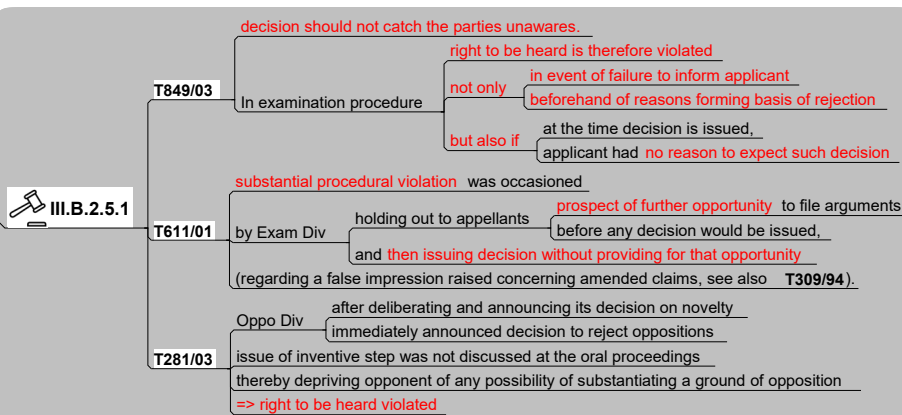 III.B.2.5.1
T849/03
decision should not catch the parties unawares.
In examination procedure
right to be heard is therefore violated
not only
in event of failure to inform applicant
beforehand of reasons forming basis of rejection
but also if
at the time decision is issued,
applicant had no reason to expect such decision
T611/01
substantial procedural violation was occasioned
by Exam Div
holding out to appellants
prospect of further opportunity to file arguments
before any decision would be issued,
and then issuing decision without providing for that opportunity
(regarding a false impression raised concerning amended claims, see also T309/94).
T281/03
Oppo Div
after deliberating and announcing its decision on novelty
immediately announced decision to reject oppositions
issue of inventive step was not discussed at the oral proceedings
thereby depriving opponent of any possibility of substantiating a ground of opposition
=> right to be heard violated